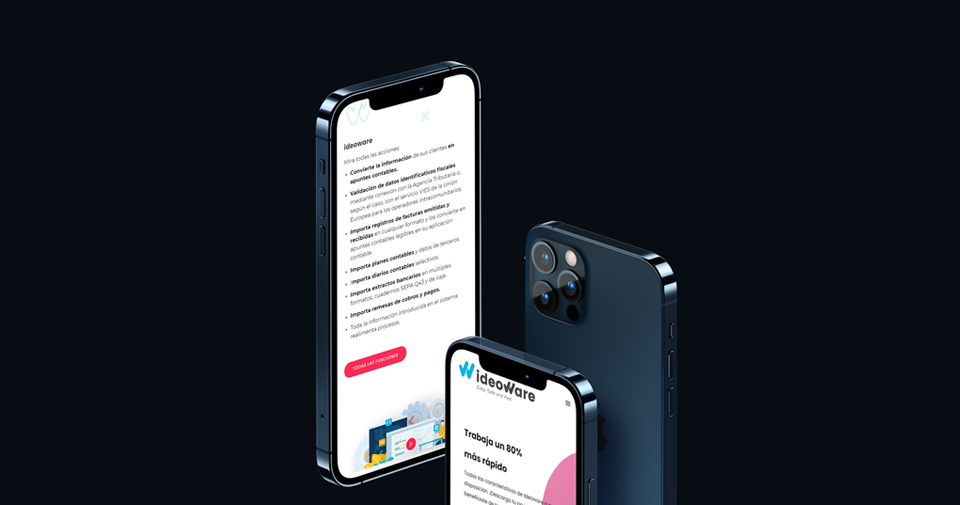 ideoware
Mira todas las acciones:
• Convierte la información de sus clientes en
apuntes contables.
• Validación de datos identificativos fiscales
mediante conexión con la Agencia Tributaria o,
según el caso, con el servicio VIES de la Unión
Europea para los operadores intracomunitarios.
• Importa registros de facturas emitidas y
recibidas en cualquier formato y los convierte en
apuntes contables legibles en su aplicación
contable.
• Importa planes contables y datos de terceros.
• Importa diarios contables selectivos.
• Importa extractos bancarios en múltiples
formatos, cuadernos SEPA Q43 y de caja.
• Importa remesas de cobros y pagos.
• Toda la información introducida en el sistema
realimenta procesos.
TODAS LAS FUNCIONES
ideoWare
Easy, Safe and Fast
Trabaja un 80%
más rápido
Todas las características de ideoware
disposición. ¡Descarga tu
benefíciate de